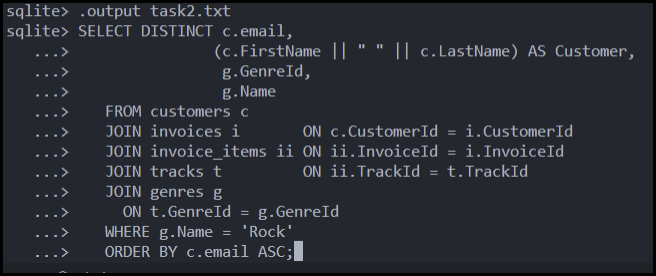 sqlite> .output task2.txt
sqlite> SELECT DISTINCT c.email,
   ...>                 (c.FirstName || " " || c.LastName) AS Customer,
   ...>                  g.GenreId,
   ...>                  g.Name
   ...>    FROM customers c
   ...>    JOIN invoices i       ON c.CustomerId = i.CustomerId
   ...>    JOIN invoice_items ii ON ii.InvoiceId = i.InvoiceId
   ...>    JOIN tracks t         ON ii.TrackId = t.TrackId
   ...>    JOIN genres g
   ...>      ON t.GenreId = g.GenreId
   ...>    WHERE g.Name = 'Rock'
   ...>    ORDER BY c.email ASC;